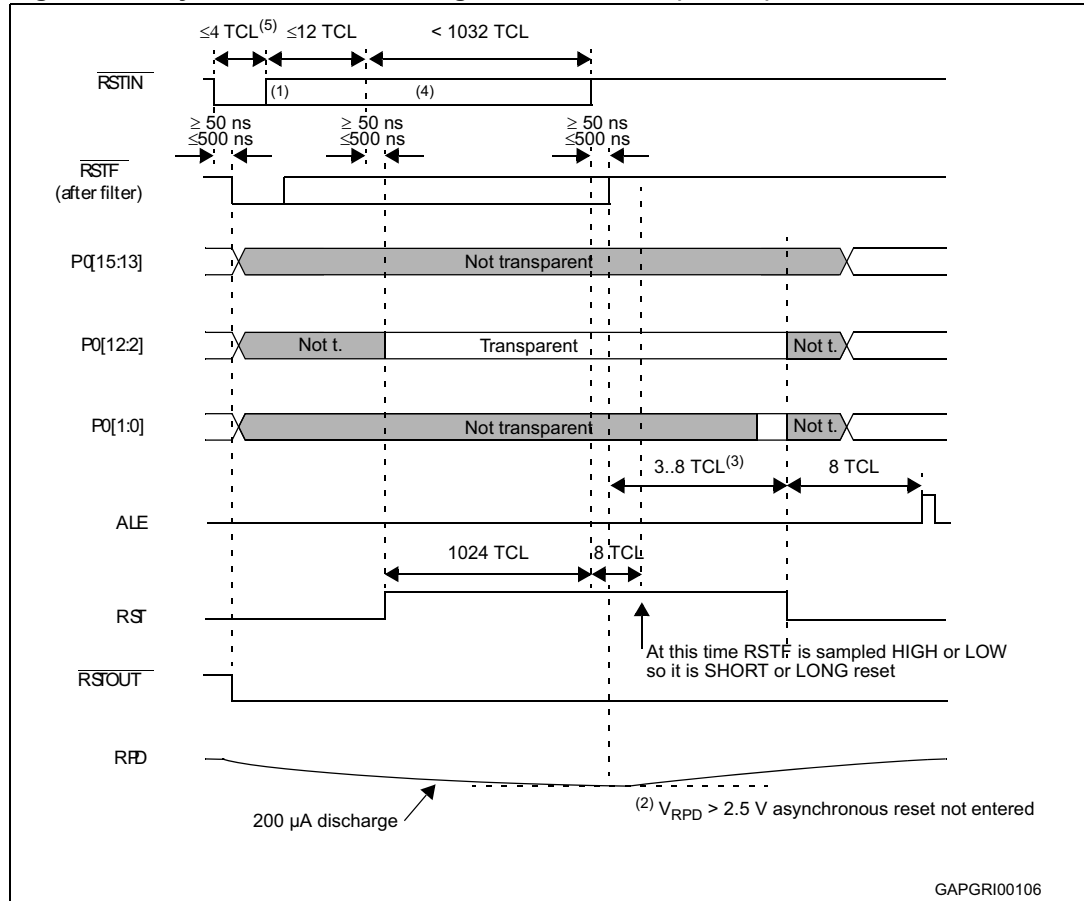 ≤4 TCL(5) ≤12 TCL < 1032 TCL
RSTIN
(1) (4)
≥ 50 ns ≥ 50 ns ≥ 50 ns
≤500 ns ≤500 ns ≤500 ns
RSTF
(after filter)
P0[15:13] Not transparent
P0[12:2] Not t. Transparent Not t.
P0[1:0] Not transparent Not t.
3..8 TCL(3) 8 TCL
ALE
1024 TCL 8 TCL
RST
At this time RSTF is sampled HIGH or LOW
so it is SHORT or LONG reset
RSTOUT
RPD
200 µA discharge
(2) VRPD > 2.5 V asynchronous reset not entered
GAPGRI00106